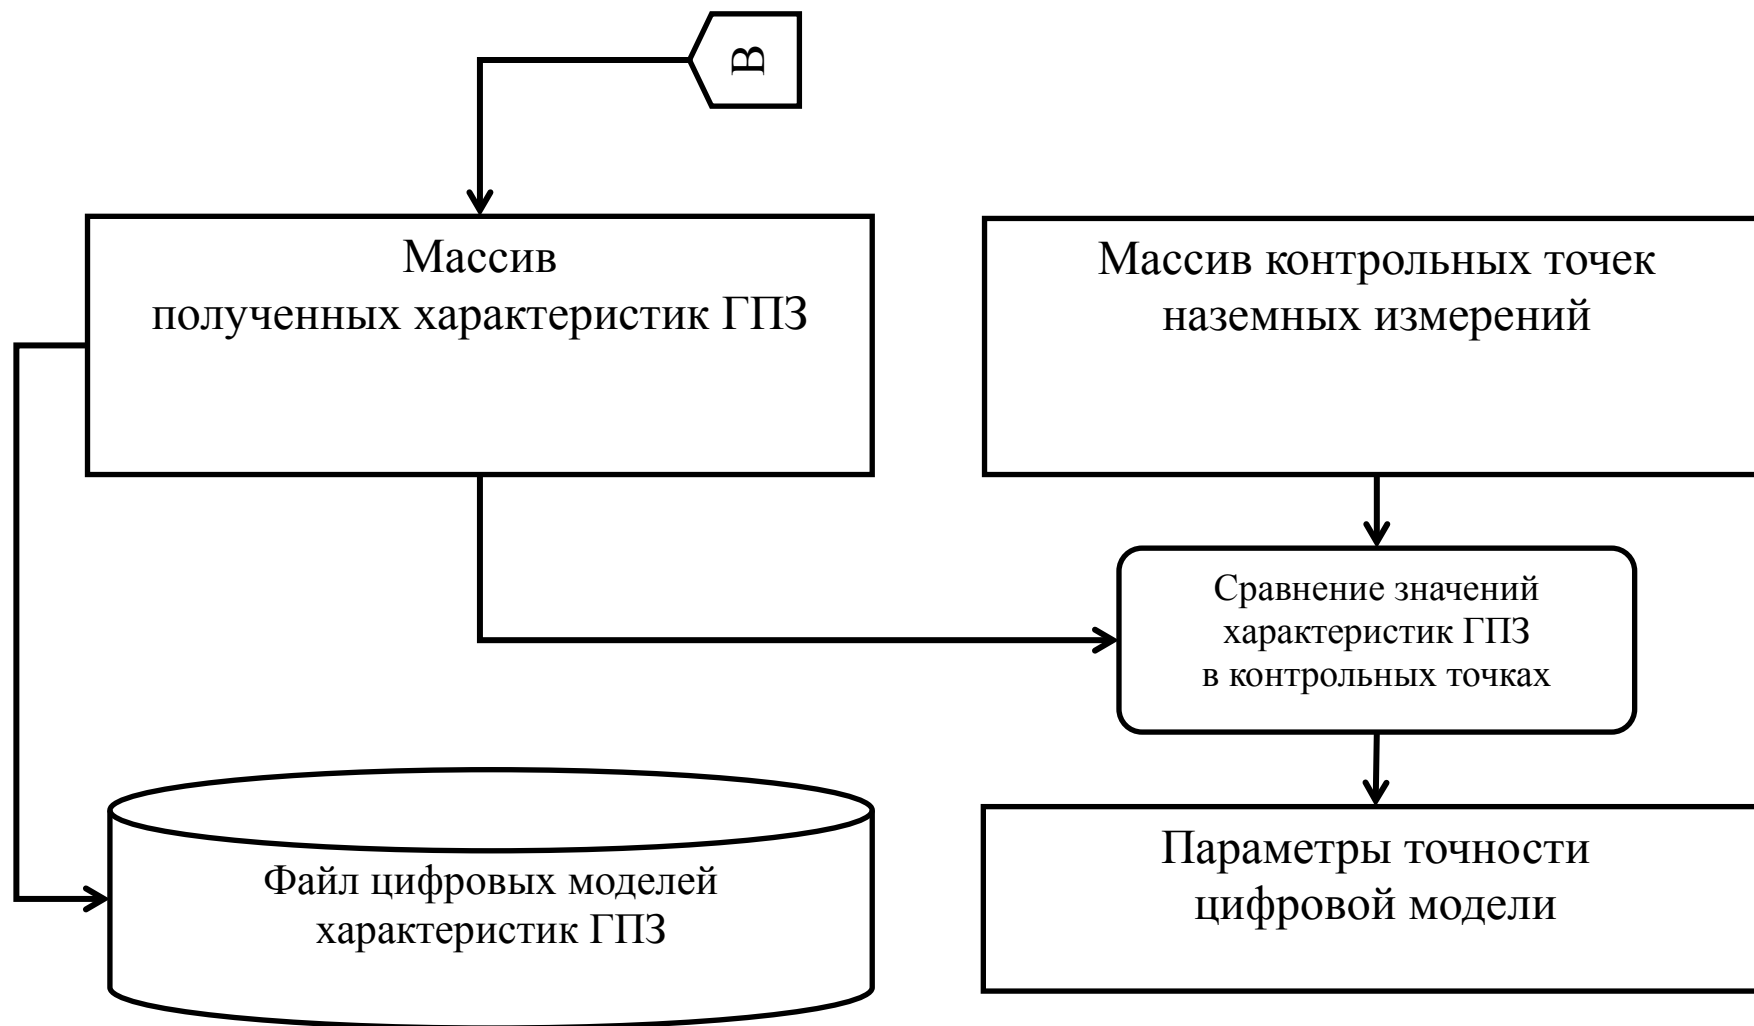 В
Массив
полученных характеристик ГПЗ
Массив контрольных точек
наземных измерений
Сравнение значений
характеристик ГПЗ
в контрольных точках
Файл цифровых моделей
характеристик ГПЗ
Параметры точности
цифровой модели